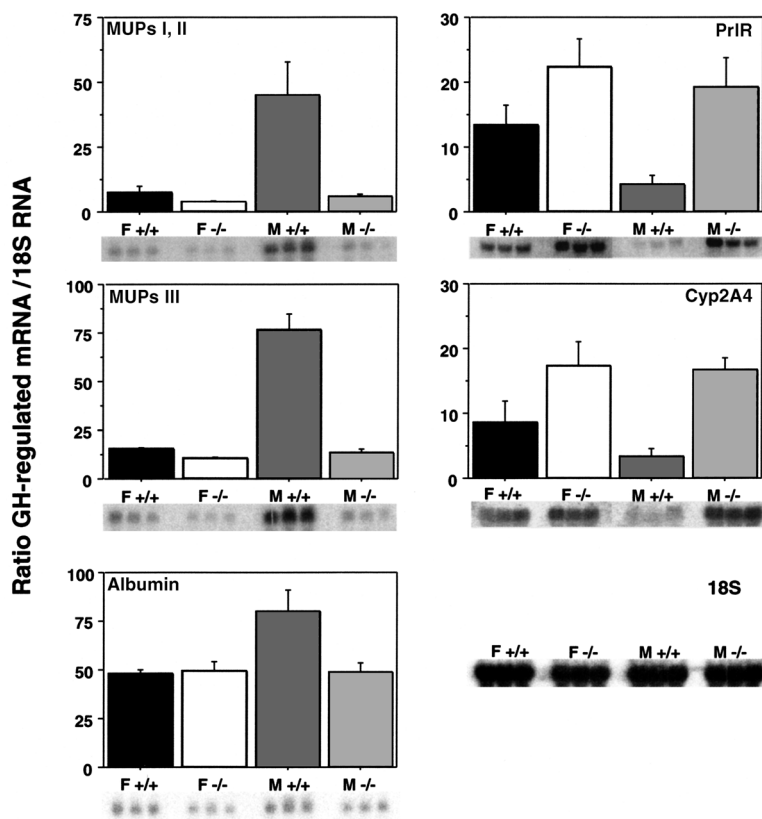 Ratio GH-regulated mRNA/18S RNA
MUPs I, II
75
50
25
0
F +/+ F -/- M +/+ M -/-
PrlR
30
20
10
0
F +/+ F -/- M +/+ M -/-
MUPs III
100
75
50
25
0
F +/+ F -/- M +/+ M -/-
Cyp2A4
30
20
10
0
F +/+ F -/- M +/+ M -/-
Albumin
100
75
50
25
0
F +/+ F -/- M +/+ M -/-
18S
F +/+ F -/- M +/+ M -/-